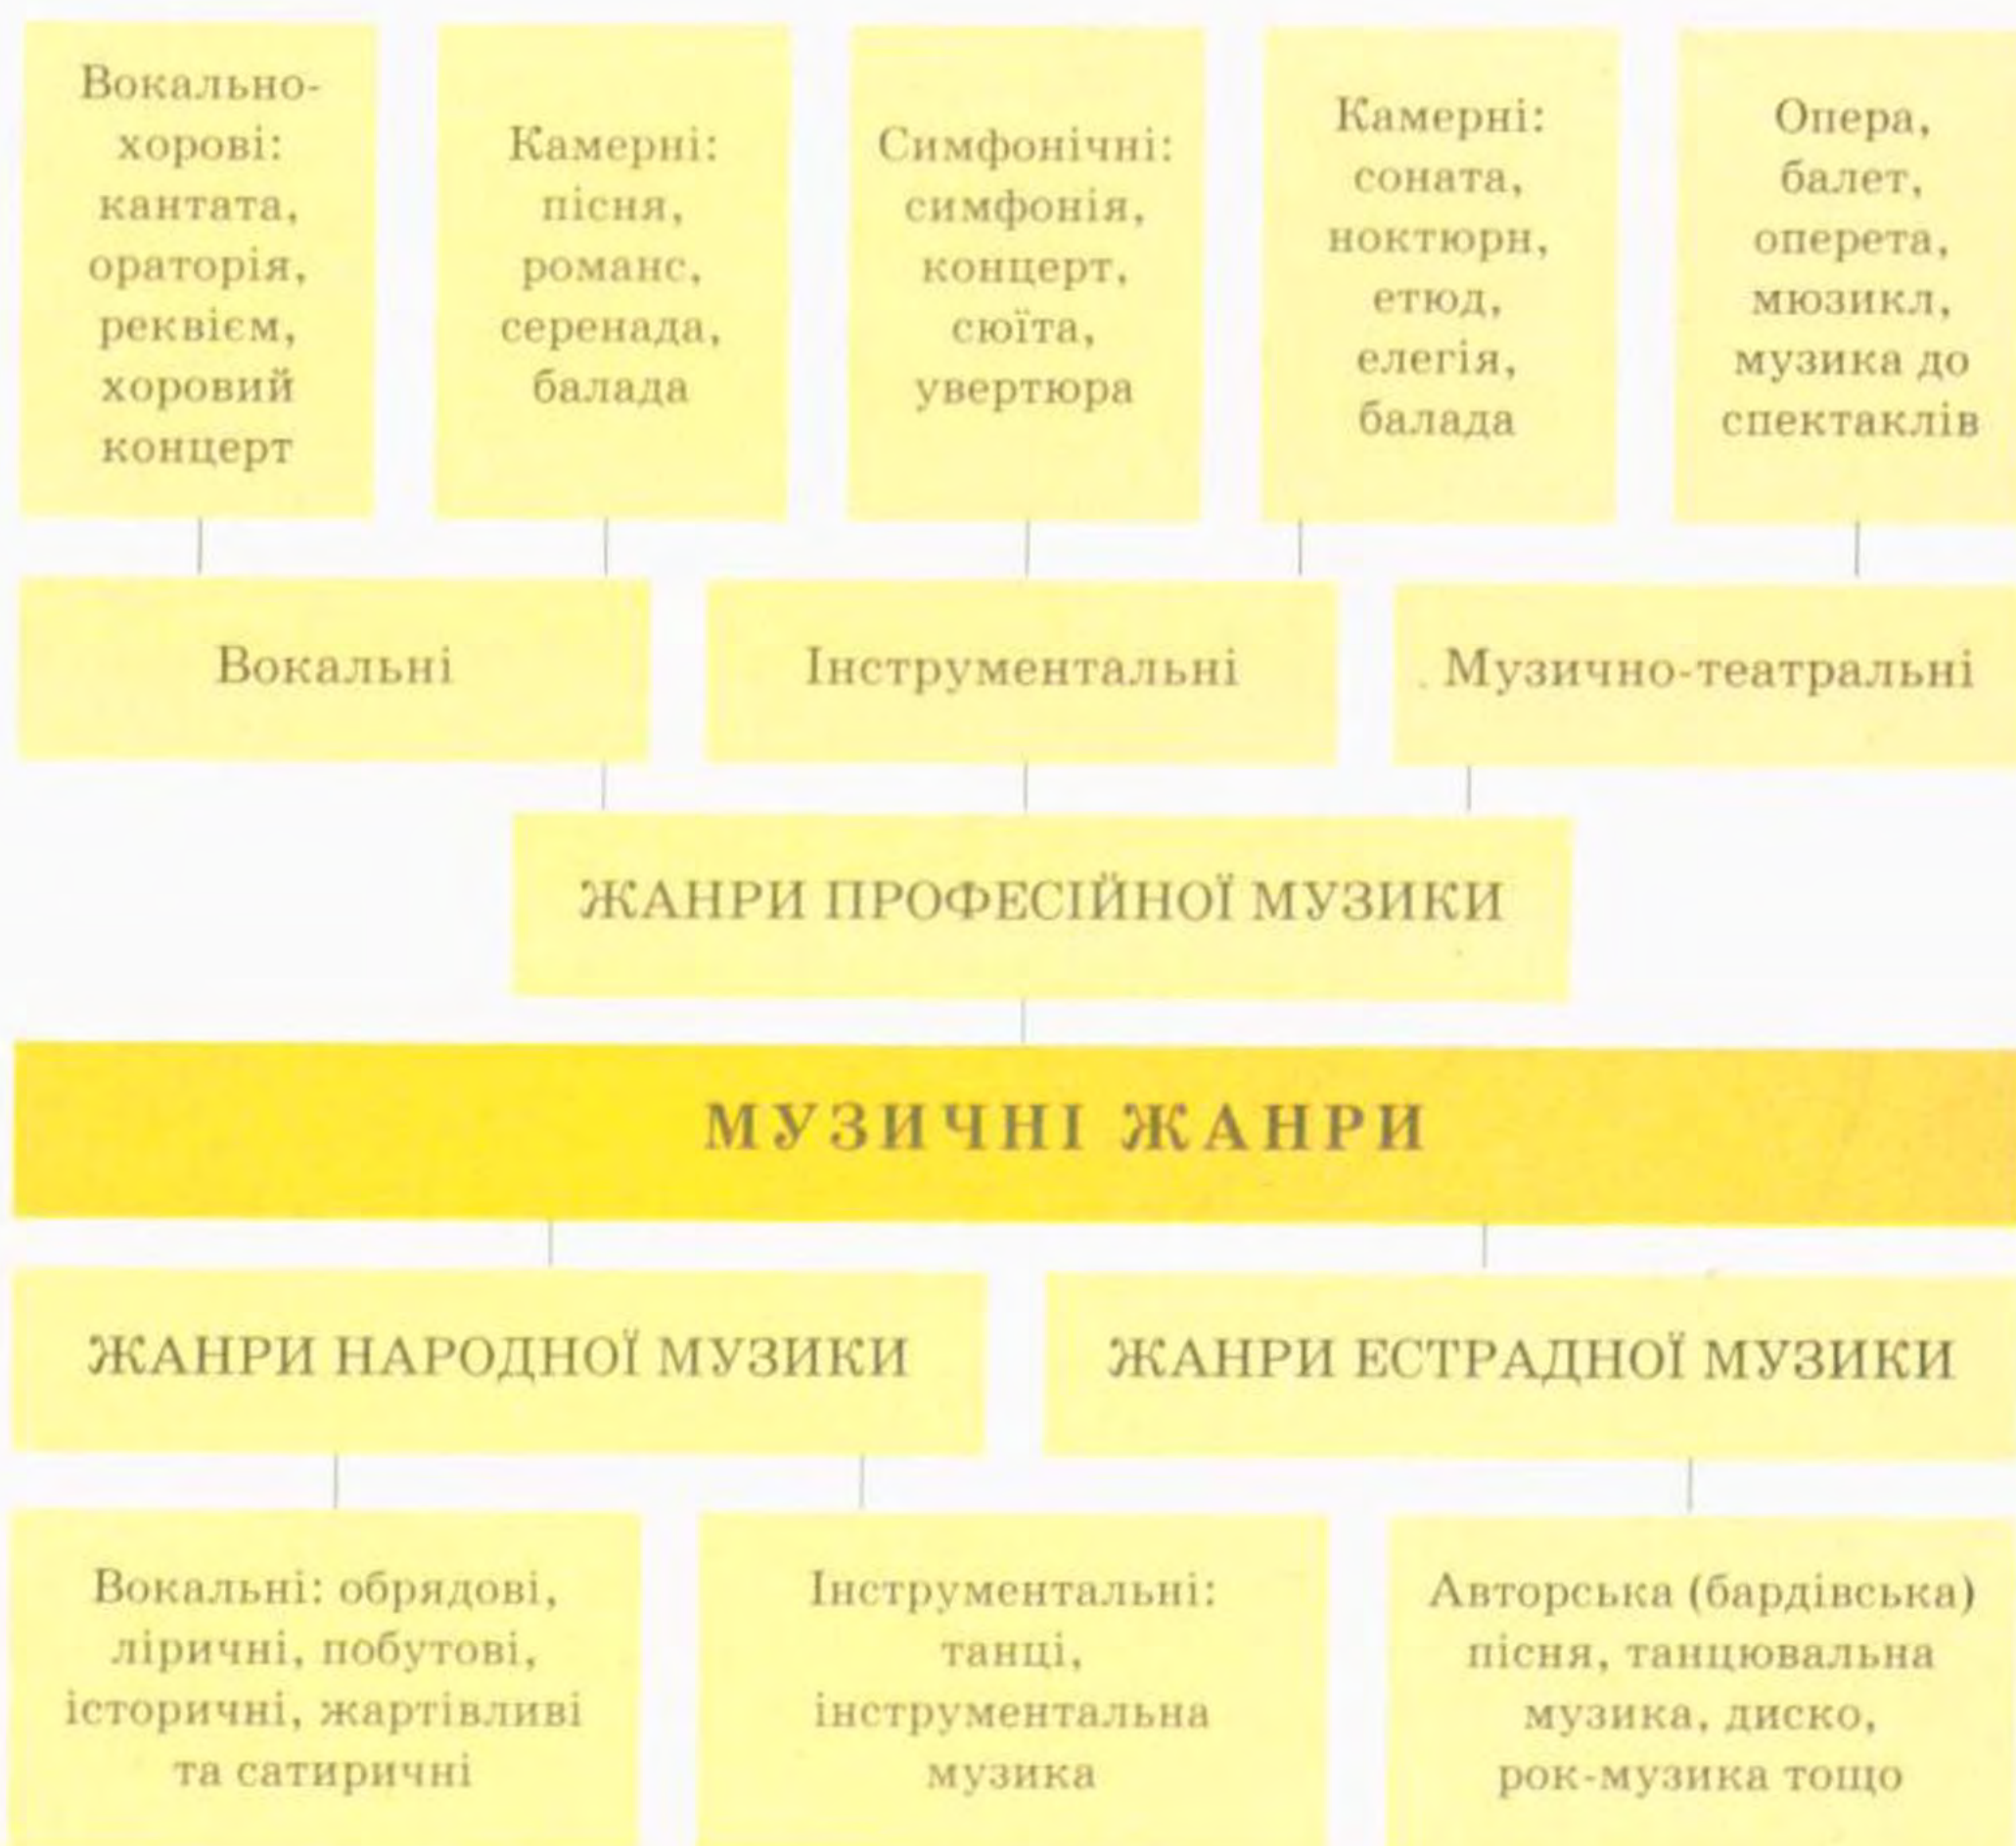 Вокально-
хорові:
кантата,
ораторія,
реквієм,
хоровий
концерт
Камерні:
пісня,
романс,
серенада,
балада
Симфонічні:
симфонія,
концерт,
сюїта,
увертюра
Камерні:
соната,
ноктюрн,
етюд,
елегія,
балада
Опера,
балет,
оперета,
мюзикл,
музика до
спектаклів
Вокальні
Інструментальні
Музично-театральні
ЖАНРИ ПРОФЕСІЙНОЇ МУЗИКИ
МУЗИЧНІ ЖАНРИ
ЖАНРИ НАРОДНОЇ МУЗИКИ
ЖАНРИ ЕСТРАДНОЇ МУЗИКИ
Вокальні: обрядові,
ліричні, побутові,
історичні, жартівливі
та сатиричні
Інструментальні:
танці,
інструментальна
музика
Авторська (бардівська)
пісня, танцювальна
музика, диско,
рок-музика тощо